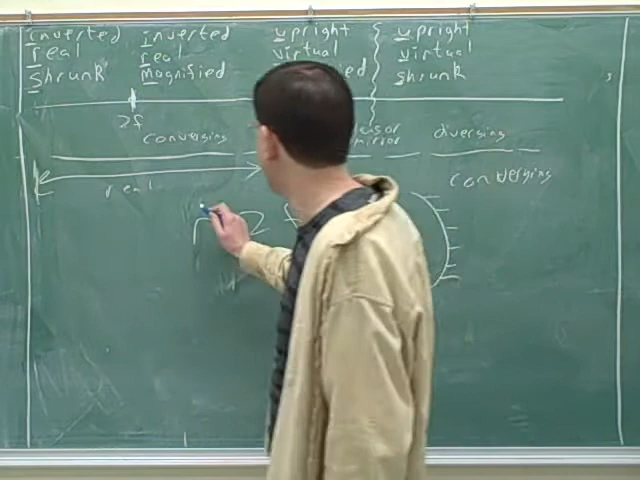 inverted inverted upright upright
real real virtual virtual
shrunk magnified shrunk
2f
converging diverging
mirror
real converging